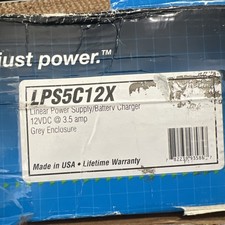 just power.™
LPS5C12X
Linear Power Supply/Battery Charger
12VDC @ 3.5 amp
Grey Enclosure
Made in USA • Lifetime Warranty